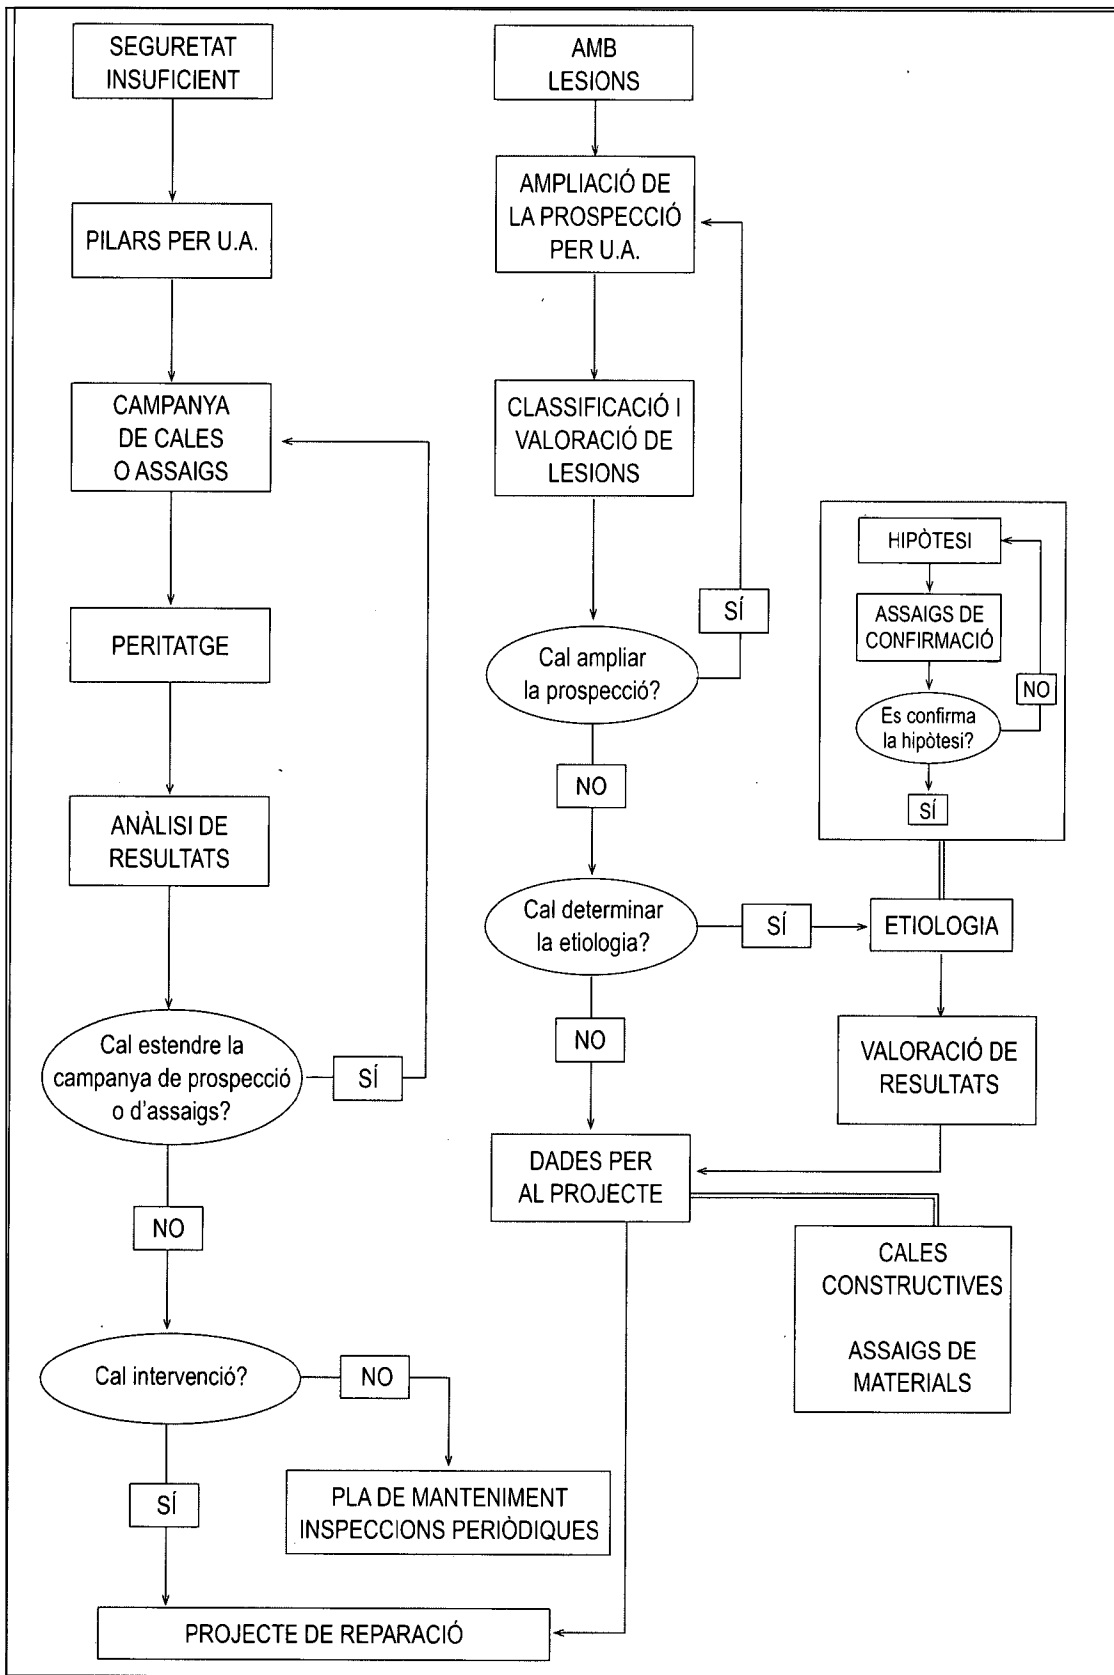 SEGURETAT
INSUFICIENT
PILARS PER U.A.
CAMPANYA
DE CALES
O ASSAIGS
PERITATGE
ANÀLISI DE
RESULTATS
Cal estendre la
campanya de prospecció
o d'assaigs?
SÍ
NO
Cal intervenció?
NO
SÍ
PLA DE MANTENIMENT
INSPECCIONS PERIÒDIQUES
PROJECTE DE REPARACIÓ
AMB
LESIONS
AMPLIACIÓ DE
LA PROSPECCIÓ
PER U.A.
CLASSIFICACIÓ I
VALORACIÓ DE
LESIONS
SÍ
Cal ampliar
la prospecció?
NO
Cal determinar
la etiologia?
SÍ
NO
DADES PER
AL PROJECTE
HIPÒTESI
ASSAIGS DE
CONFIRMACIÓ
NO
Es confirma
la hipòtesi?
SÍ
ETIOLOGIA
VALORACIÓ DE
RESULTATS
CALES
CONSTRUCTIVES
ASSAIGS DE
MATERIALS